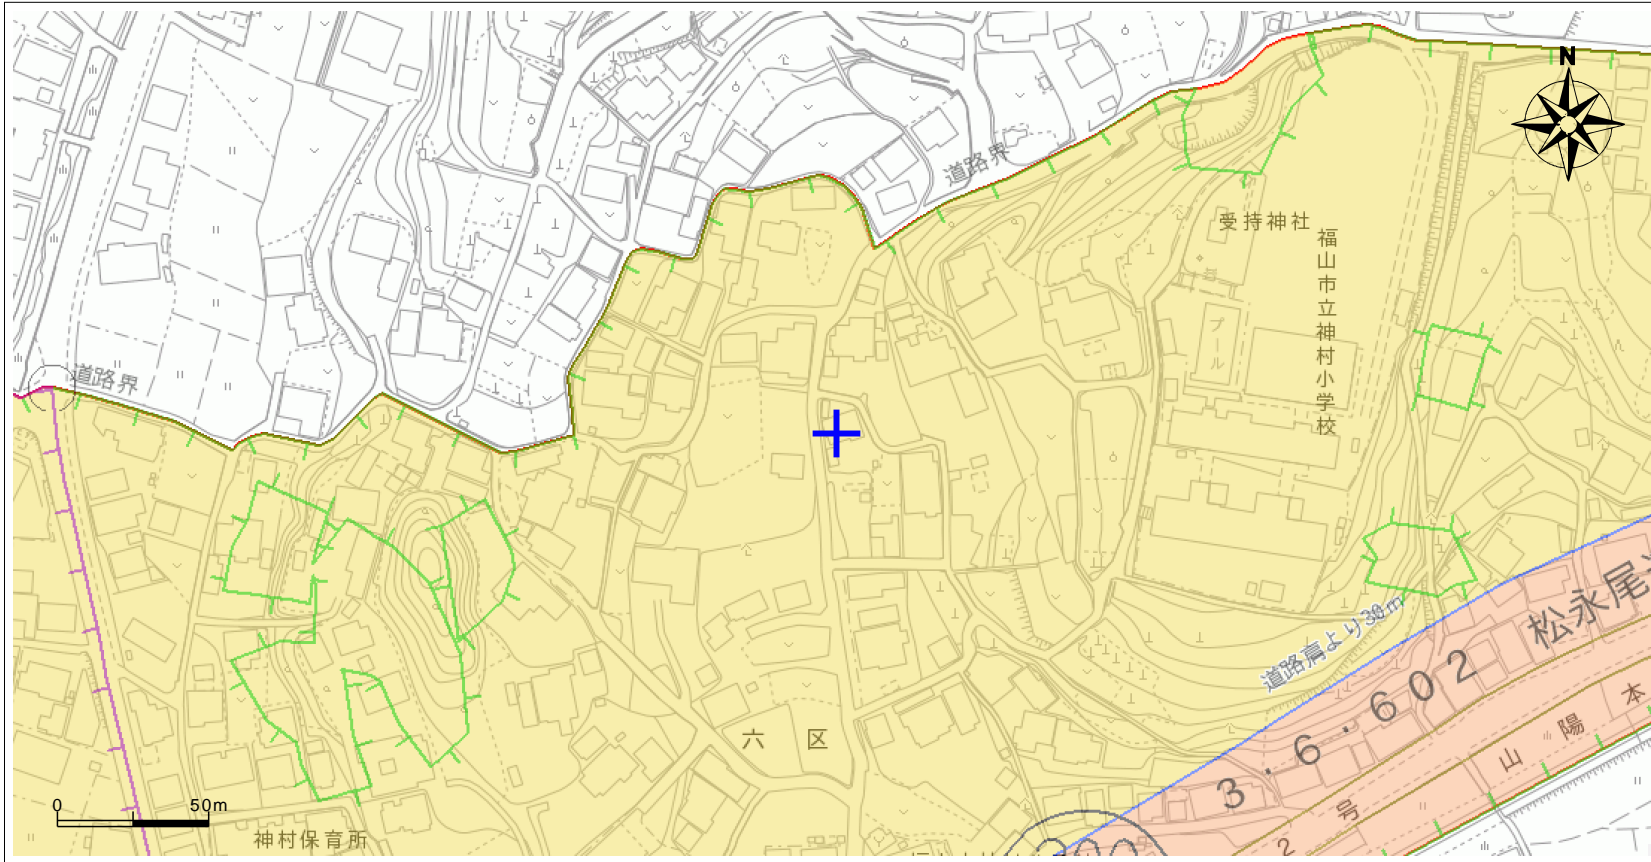 N
道路界
受持神社
福山市立神村小学校
プール
道路界
道路肩より30m
3・6・602 松永尾
六 区
山 陽 本
2 号
0 50m
神村保育所
200